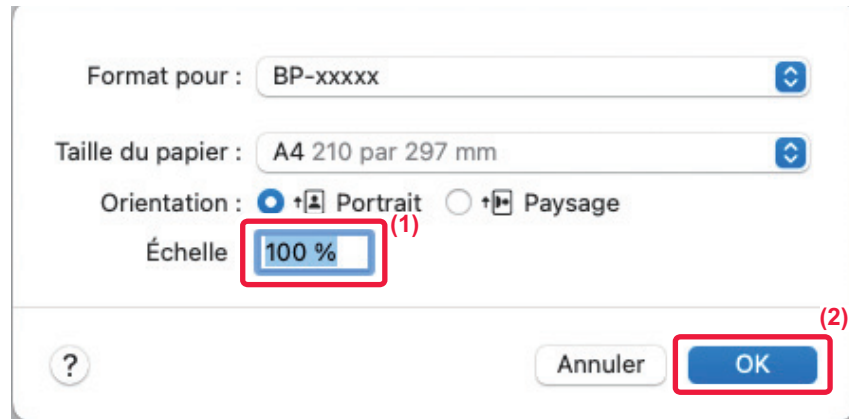 Format pour : BP-xxxxx
Taille du papier : A4 210 par 297 mm
Orientation : Portrait Paysage
(1)
Échelle 100 %
(2)
? Annuler OK